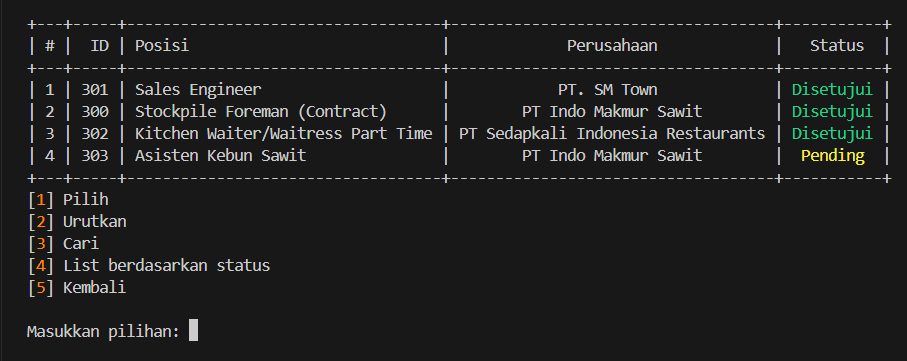 +---+-----+-----------------------------------+------------------------------------+-----------+
| # |  ID | Posisi                            |             Perusahaan             |   Status  |
+---+-----+-----------------------------------+------------------------------------+-----------+
| 1 | 301 | Sales Engineer                    |            PT. SM Town             | Disetujui |
| 2 | 300 | Stockpile Foreman (Contract)      |        PT Indo Makmur Sawit        | Disetujui |
| 3 | 302 | Kitchen Waiter/Waitress Part Time | PT Sedapkali Indonesia Restaurants | Disetujui |
| 4 | 303 | Asisten Kebun Sawit               |        PT Indo Makmur Sawit        |  Pending  |
+---+-----+-----------------------------------+------------------------------------+-----------+
[1] Pilih
[2] Urutkan
[3] Cari
[4] List berdasarkan status
[5] Kembali
Masukkan pilihan: